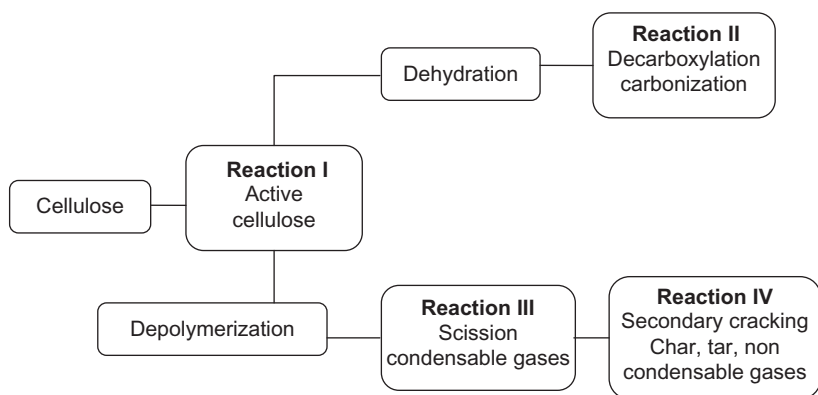 Dehydration
Reaction II
Decarboxylation
carbonization
Cellulose
Reaction I
Active
cellulose
Depolymerization
Reaction III
Scission
condensable gases
Reaction IV
Secondary cracking
Char, tar, non
condensable gases